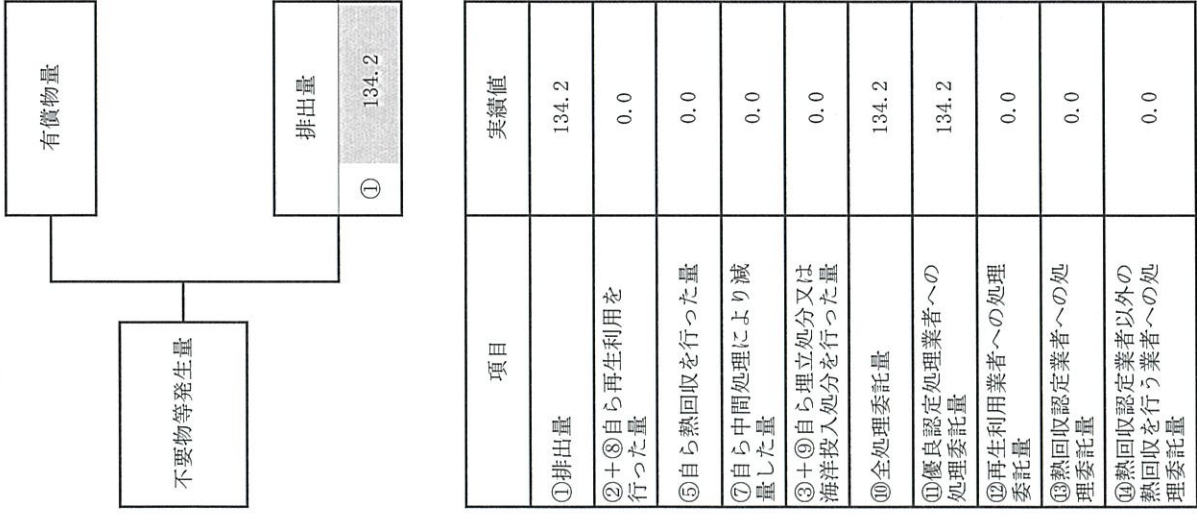 不要物等発生量
有償物量
排出量
① 134.2
項目 実績値
①排出量 134.2
②+⑧自ら再生利用を
行った量 0.0
⑤自ら熱回収を行った量 0.0
⑦自ら中間処理により減
量した量 0.0
③+⑨自ら埋立処分又は
海洋投入処分を行った量 0.0
⑩全処理委託量 134.2
⑪優良認定処理業者への
処理委託量 134.2
⑫再生利用業者への処理
委託量 0.0
⑬熱回収認定業者への処
理委託量 0.0
⑭熱回収認定業者以外の
熱回収を行う業者への処
理委託量 0.0